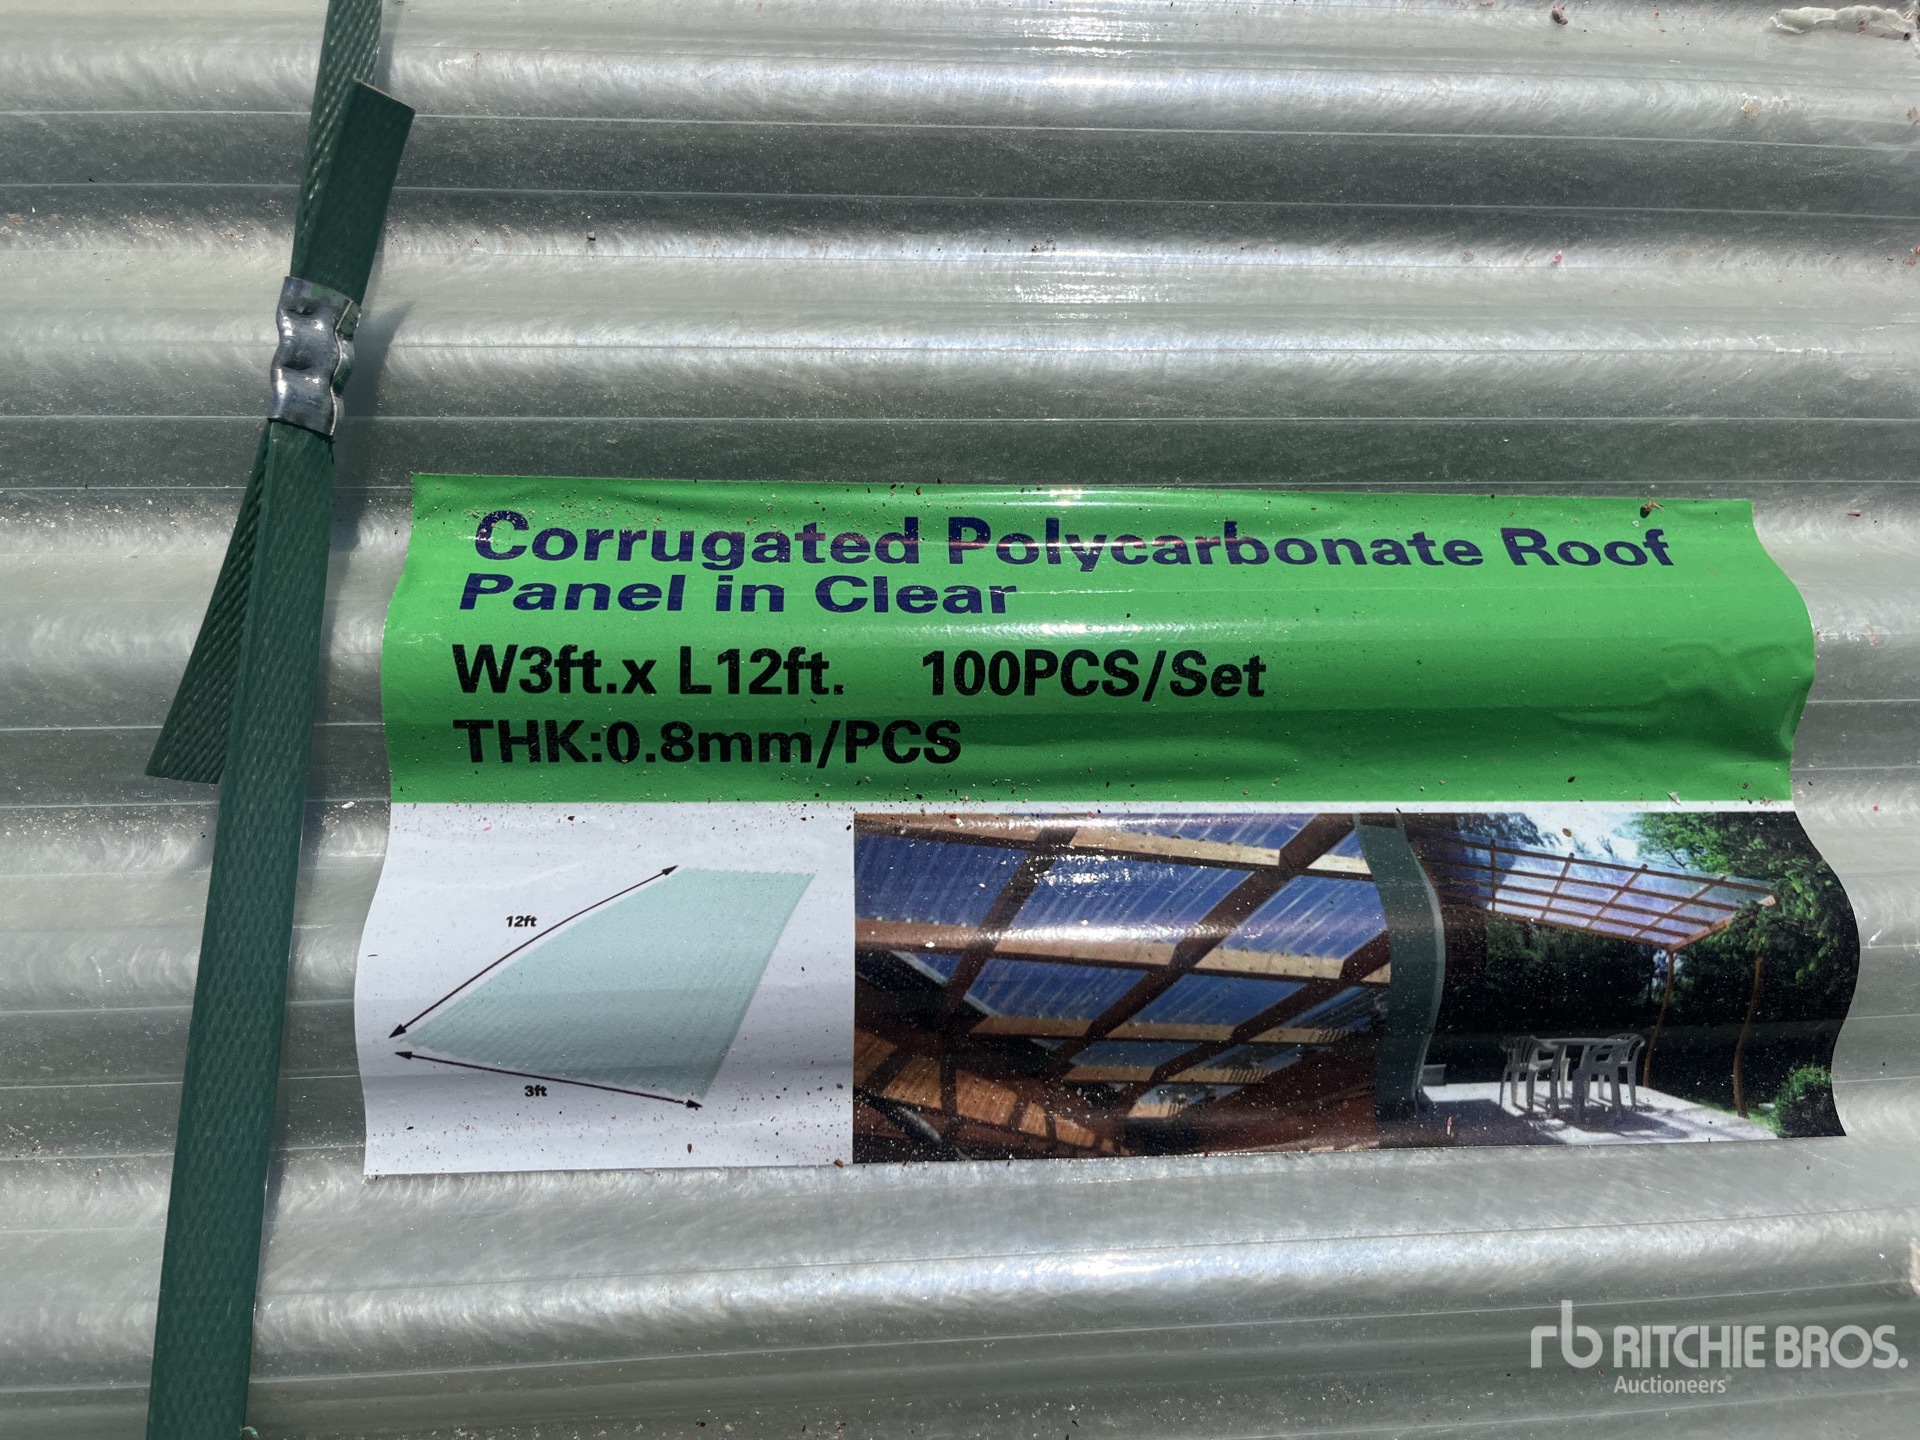 Corrugated Polycarbonate Roof
Panel in Clear
W3ft.x L12ft. 100PCS/Set
THK:0.8mm/PCS
12ft
3ft
rb RITCHIE BROS.
Auctioneers